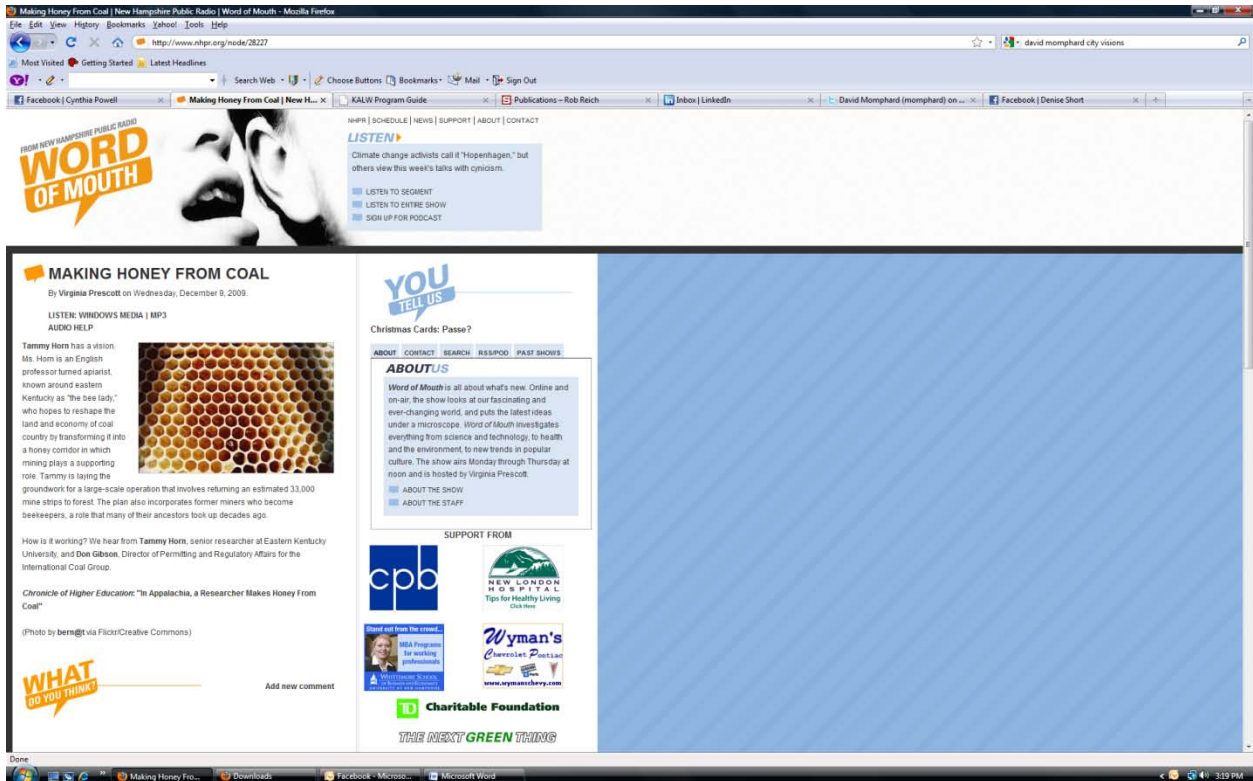 Making Honey From Coal | New Hampshire Public Radio | Word of Mouth - Mozilla Firefox
File Edit View History Bookmarks Yahoo! Tools Help
http://www.nhpr.org/node/28227
david momphard city visions
Most Visited Getting Started Latest Headlines
Y! Search Web Choose Buttons Bookmarks Mail Sign Out
Facebook | Cynthia Powell
Making Honey From Coal | New H...
KALW Program Guide
Publications – Rob Reich
Inbox | LinkedIn
David Momphard (momphard) on ...
Facebook | Denise Short
FROM NEW HAMPSHIRE PUBLIC RADIO
WORD
OF MOUTH
NHPR | SCHEDULE | NEWS | SUPPORT | ABOUT | CONTACT
LISTEN
Climate change activists call it "Hopenhagen," but
others view this week's talks with cynicism.
LISTEN TO SEGMENT
LISTEN TO ENTIRE SHOW
SIGN UP FOR PODCAST
MAKING HONEY FROM COAL
By Virginia Prescott on Wednesday, December 9, 2009.
LISTEN: WINDOWS MEDIA | MP3
AUDIO HELP
Tammy Horn has a vision.
Ms. Horn is an English
professor turned apiarist,
known around eastern
Kentucky as "the bee lady,"
who hopes to reshape the
land and economy of coal
country by transforming it into
a honey corridor in which
mining plays a supporting
role. Tammy is laying the
groundwork for a large-scale operation that involves returning an estimated 33,000
mine strips to forest. The plan also incorporates former miners who become
beekeepers, a role that many of their ancestors took up decades ago.
How is it working? We hear from Tammy Horn, senior researcher at Eastern Kentucky
University, and Don Gibson, Director of Permitting and Regulatory Affairs for the
International Coal Group.
Chronicle of Higher Education: "In Appalachia, a Researcher Makes Honey From
Coal"
(Photo by bern@t via Flickr/Creative Commons)
WHAT
DO YOU THINK?
Add new comment
YOU
TELL US
Christmas Cards: Passe?
ABOUT CONTACT SEARCH RSS/POD PAST SHOWS
ABOUTUS
Word of Mouth is all about what's new. Online and
on-air, the show looks at our fascinating and
ever-changing world, and puts the latest ideas
under a microscope. Word of Mouth investigates
everything from science and technology, to health
and the environment, to new trends in popular
culture. The show airs Monday through Thursday at
noon and is hosted by Virginia Prescott.
ABOUT THE SHOW
ABOUT THE STAFF
SUPPORT FROM
cpb
NEW LONDON
HOSPITAL
Tips for Healthy Living
Click Here
Stand out from the crowd...
MBA Programs
for working
professionals
WHITTEMORE SCHOOL
OF BUSINESS AND ECONOMICS
UNIVERSITY OF NEW HAMPSHIRE
Wyman's
Chevrolet Pontiac
www.wymanschevy.com
TD Charitable Foundation
THE NEXT GREEN THING
Done
Making Honey Fro...
Downloads
Facebook - Microso...
Microsoft Word
3:19 PM